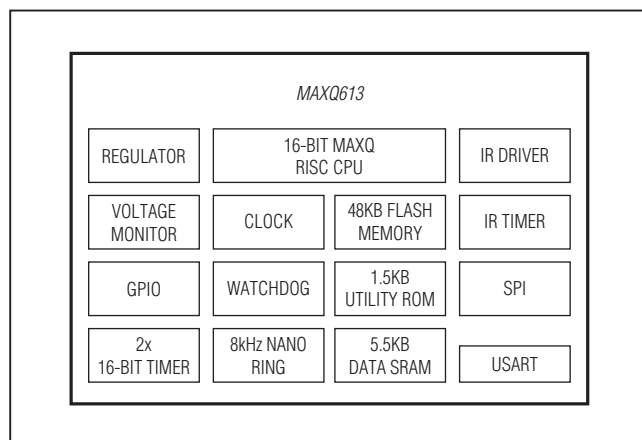 MAXQ613
REGULATOR
16-BIT MAXQ
RISC CPU
IR DRIVER
VOLTAGE
MONITOR
CLOCK
48KB FLASH
MEMORY
IR TIMER
GPIO
WATCHDOG
1.5KB
UTILITY ROM
SPI
2x
16-BIT TIMER
8kHz NANO
RING
5.5KB
DATA SRAM
USART